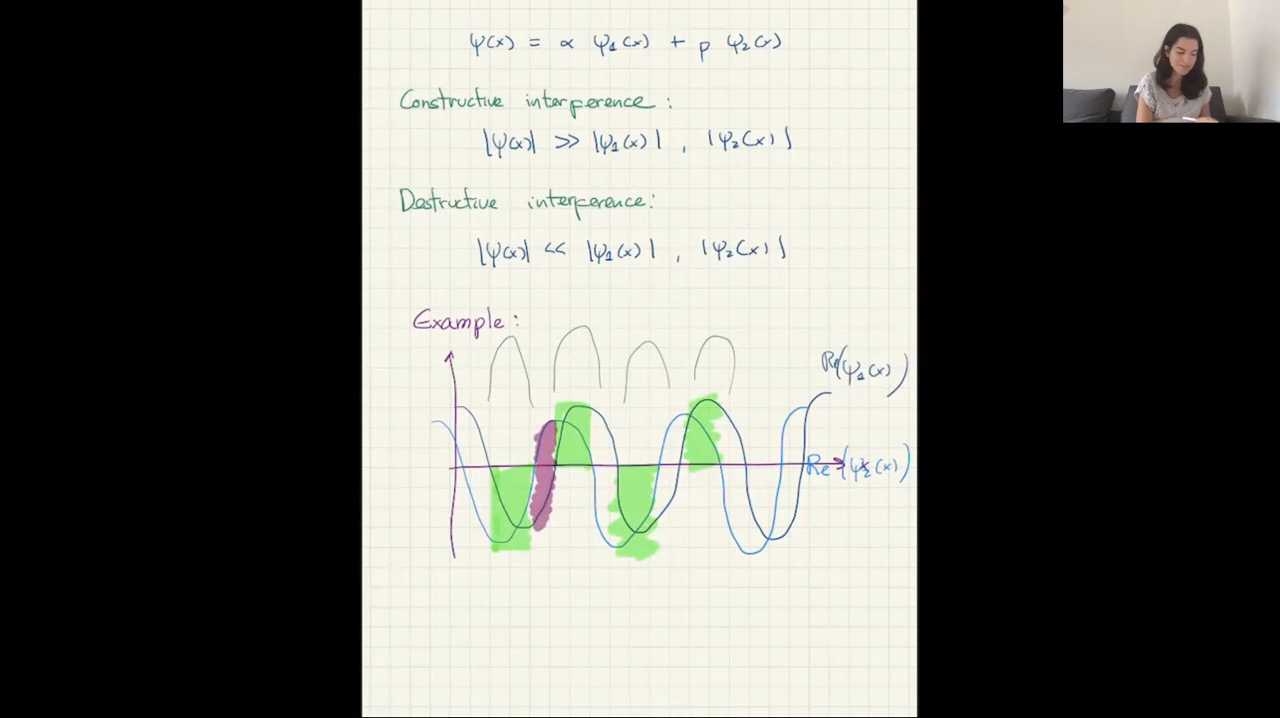 ψ(x) = α ψ₁(x) + β ψ₂(x)
Constructive interference :
|ψ(x)| >> |ψ₁(x)| , |ψ₂(x)|
Destructive interference:
|ψ(x)| << |ψ₁(x)| , |ψ₂(x)|
Example:
Re(ψ₁(x))
Re(ψ₂(x))